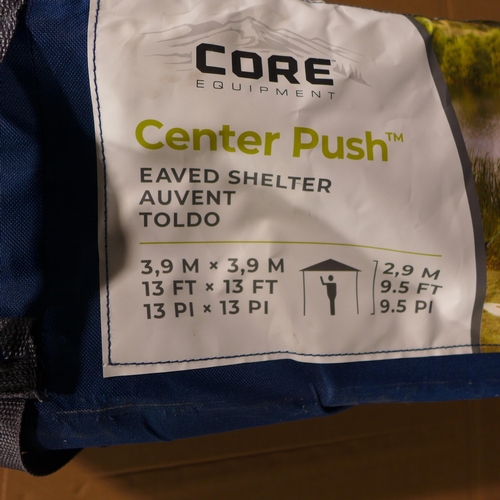 CORE
EQUIPMENT
Center Push™
EAVED SHELTER
AUVENT
TOLDO
3,9 M × 3,9 M
13 FT × 13 FT
13 PI × 13 PI
2,9 M
9.5 FT
9.5 PI